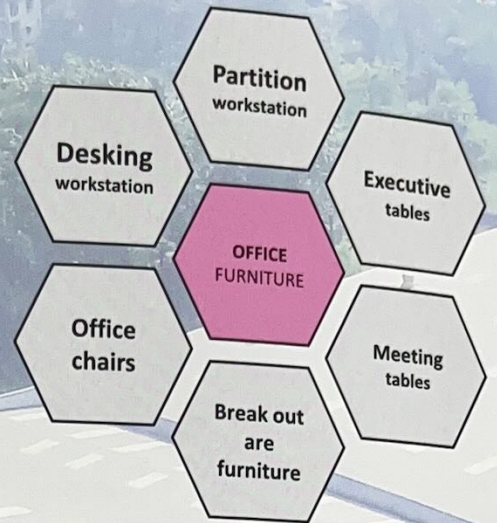 Partition
workstation
Desking
workstation
Executive
tables
OFFICE
FURNITURE
Office
chairs
Meeting
tables
Break out
are
furniture